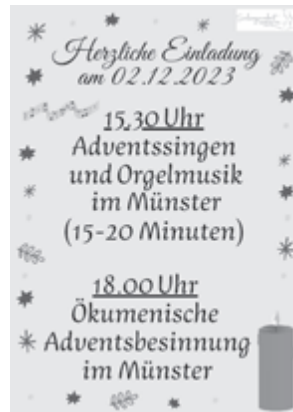 Herzliche Einladung
am 02.12.2023
15.30 Uhr
Adventssingen
und Orgelmusik
im Münster
(15-20 Minuten)
18.00 Uhr
Ökumenische
Adventsbesinnung
im Münster